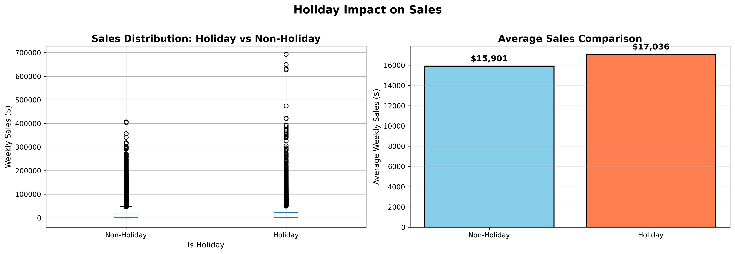 Holiday Impact on Sales
Sales Distribution: Holiday vs Non-Holiday
700000
600000
500000
400000
300000
200000
100000
0
Weekly Sales ($)
Non-Holiday
Holiday
Is Holiday
Average Sales Comparison
$15,901
$17,036
16000
14000
12000
10000
8000
6000
4000
2000
0
Average Weekly Sales ($)
Non-Holiday
Holiday